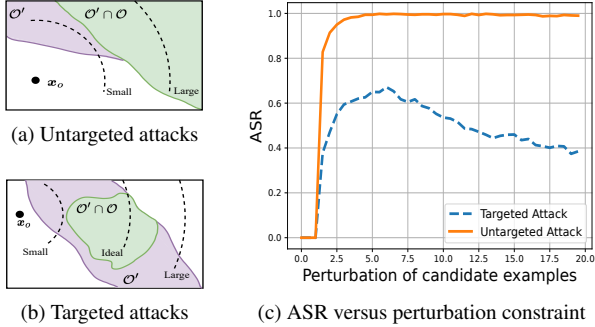 𝒪′ 𝒪′ ∩ 𝒪
x_o
Small Large
(a) Untargeted attacks
x_o 𝒪′ ∩ 𝒪
Small Ideal Large
𝒪′
(b) Targeted attacks
1.0
0.8
0.6
0.4
0.2
0.0
ASR
Targeted Attack
Untargeted Attack
0.0 2.5 5.0 7.5 10.0 12.5 15.0 17.5 20.0
Perturbation of candidate examples
(c) ASR versus perturbation constraint